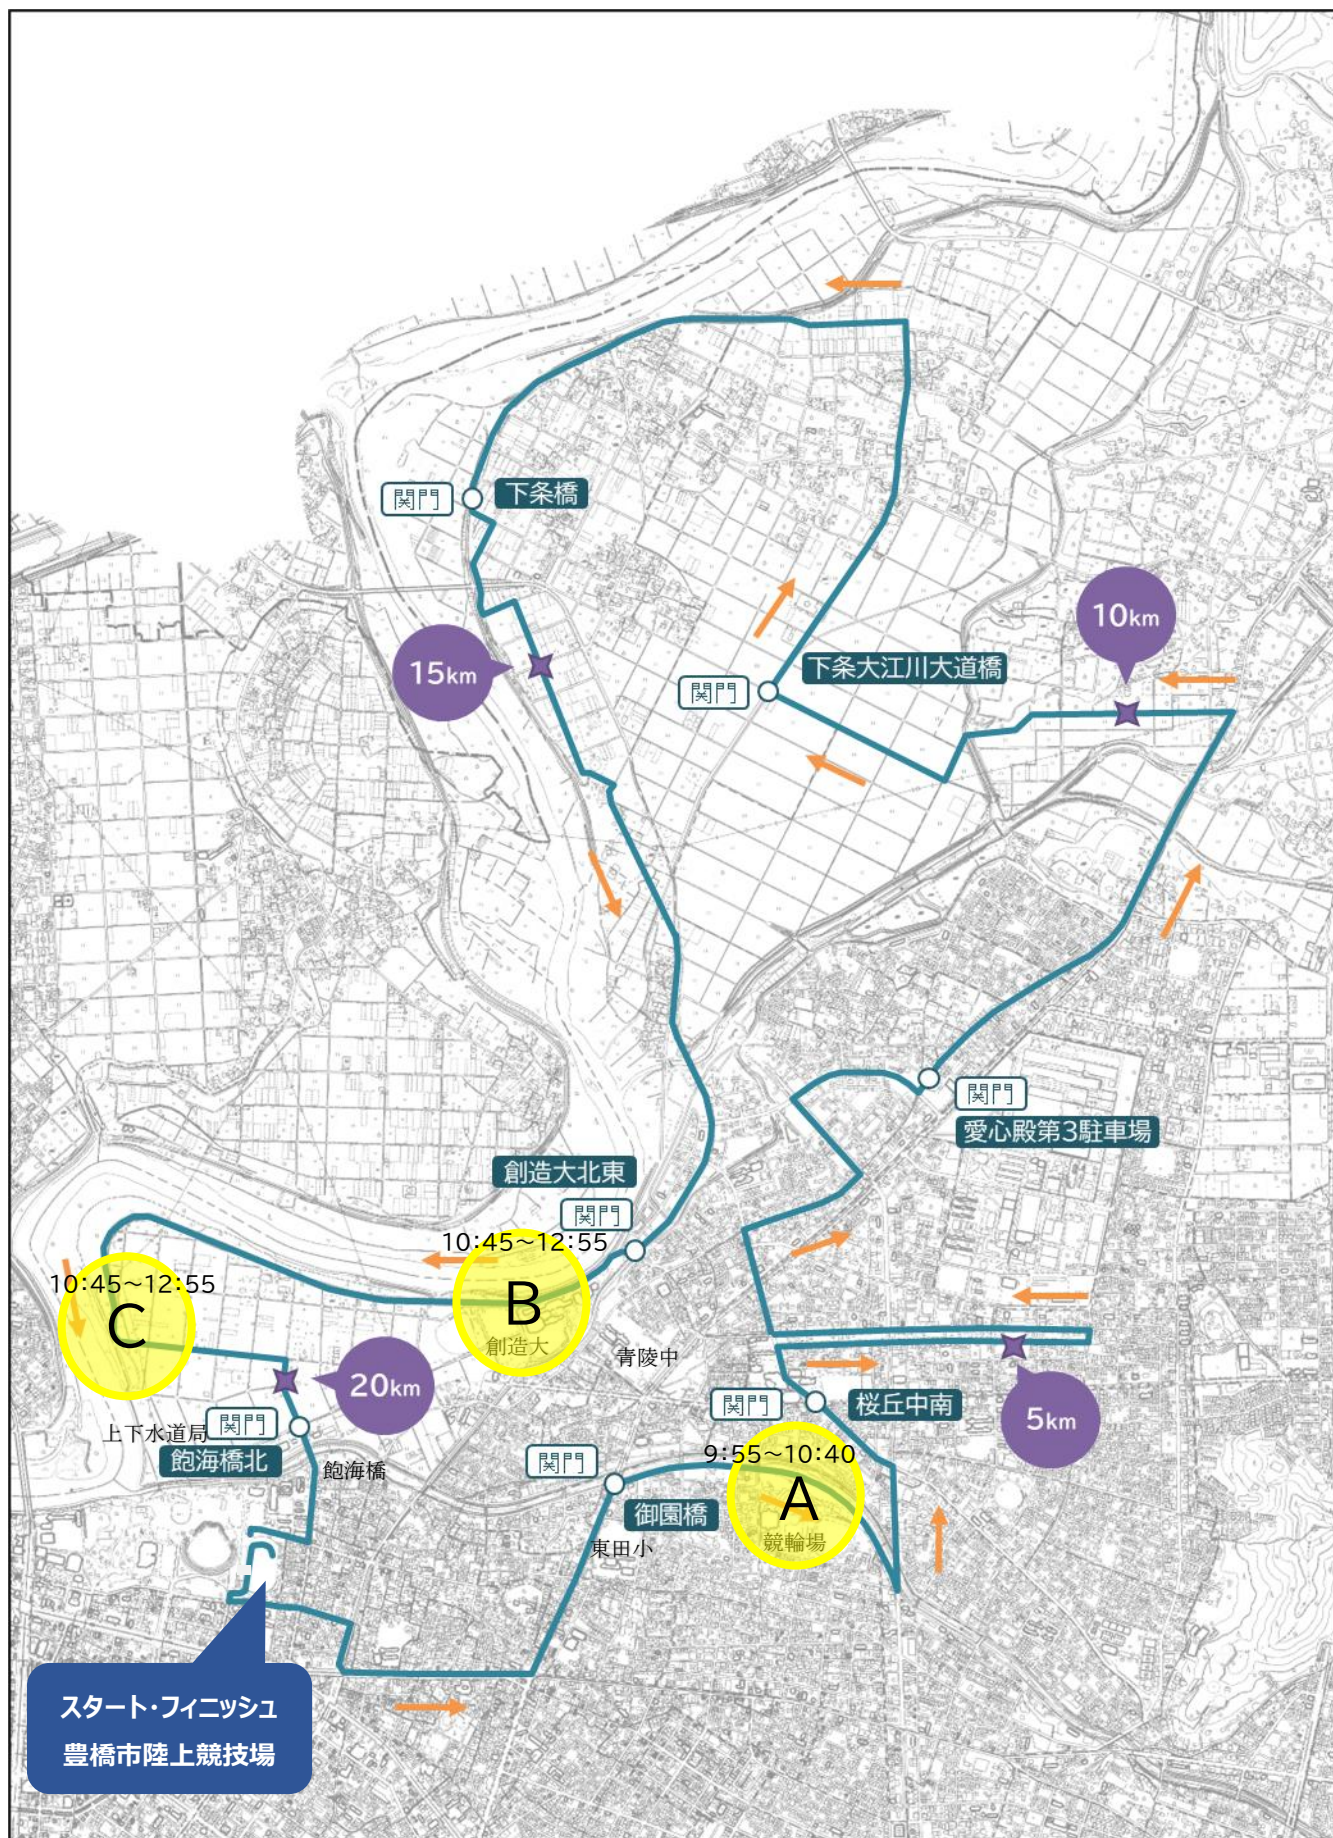 関門
下条橋
10km
15km
下条大江川大道橋
関門
関門
愛心殿第3駐車場
創造大北東
関門
10:45～12:55
B
創造大
10:45～12:55
C
青陵中
20km
関門
桜丘中南
5km
上下水道局
関門
飽海橋北
飽海橋
9:55～10:40
A
競輪場
関門
御園橋
東田小
スタート・フィニッシュ
豊橋市陸上競技場